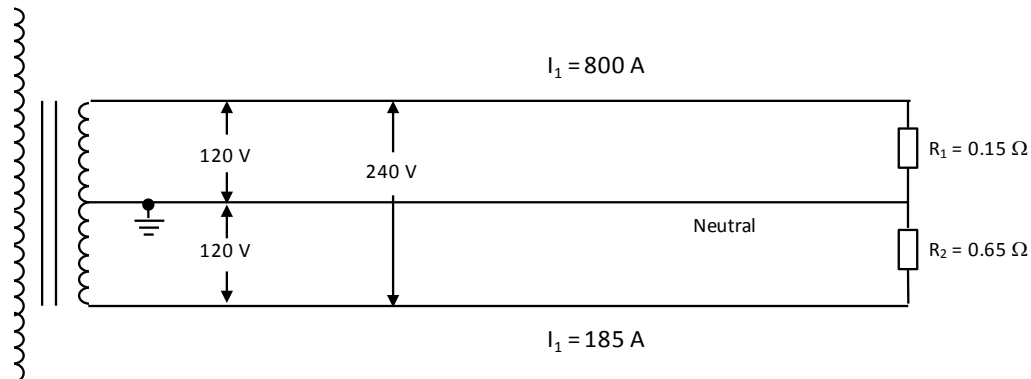 I₁ = 800 A
120 V
240 V
R₁ = 0.15 Ω
Neutral
120 V
R₂ = 0.65 Ω
I₁ = 185 A